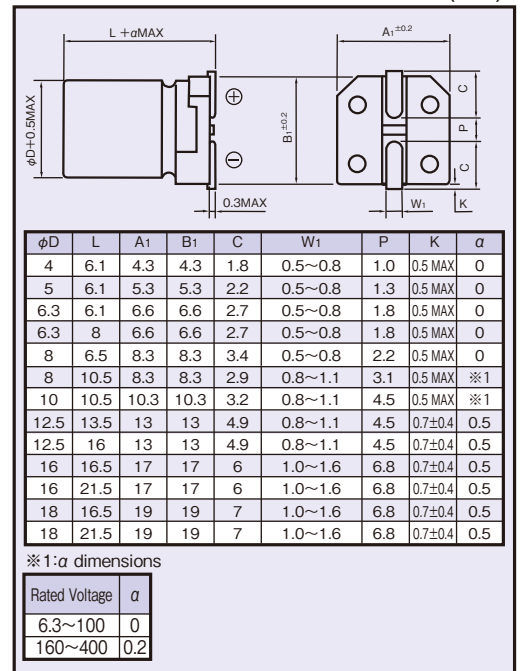 L +αMAX
A1±0.2
φD+0.5MAX
B1±0.2
C
P
C
0.3MAX
W1
K
φD L A1 B1 C W1 P K α
4 6.1 4.3 4.3 1.8 0.5～0.8 1.0 0.5 MAX 0
5 6.1 5.3 5.3 2.2 0.5～0.8 1.3 0.5 MAX 0
6.3 6.1 6.6 6.6 2.7 0.5～0.8 1.8 0.5 MAX 0
6.3 8 6.6 6.6 2.7 0.5～0.8 1.8 0.5 MAX 0
8 6.5 8.3 8.3 3.4 0.5～0.8 2.2 0.5 MAX 0
8 10.5 8.3 8.3 2.9 0.8～1.1 3.1 0.5 MAX ※1
10 10.5 10.3 10.3 3.2 0.8～1.1 4.5 0.5 MAX ※1
12.5 13.5 13 13 4.9 0.8～1.1 4.5 0.7±0.4 0.5
12.5 16 13 13 4.9 0.8～1.1 4.5 0.7±0.4 0.5
16 16.5 17 17 6 1.0～1.6 6.8 0.7±0.4 0.5
16 21.5 17 17 6 1.0～1.6 6.8 0.7±0.4 0.5
18 16.5 19 19 7 1.0～1.6 6.8 0.7±0.4 0.5
18 21.5 19 19 7 1.0～1.6 6.8 0.7±0.4 0.5
※1:α dimensions
Rated Voltage α
6.3～100 0
160～400 0.2